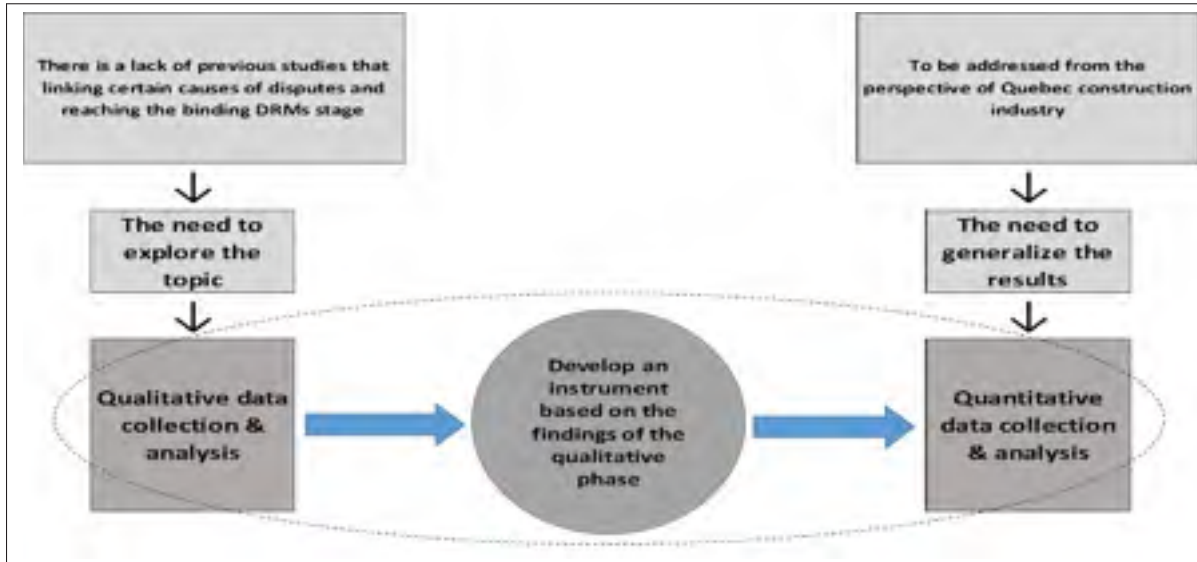 There is a lack of previous studies that
linking certain causes of disputes and
reaching the binding DRMs stage
To be addressed from the
perspective of Quebec construction
industry
The need to
explore the
topic
The need to
generalize the
results
Qualitative data
collection &
analysis
Develop an
instrument
based on the
findings of the
qualitative
phase
Quantitative
data collection
& analysis